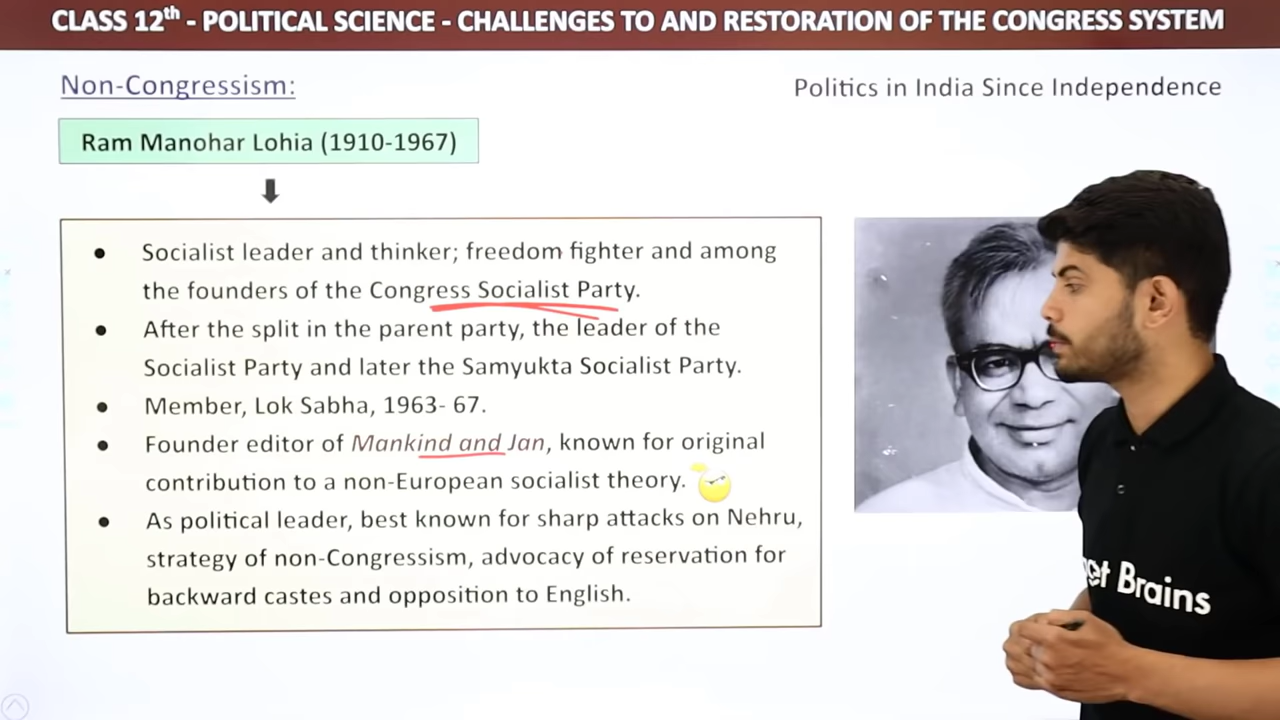 CLASS 12th - POLITICAL SCIENCE - CHALLENGES TO AND RESTORATION OF THE CONGRESS SYSTEM
Non-Congressism:
Politics in India Since Independence
Ram Manohar Lohia (1910-1967)
● Socialist leader and thinker; freedom fighter and among
the founders of the Congress Socialist Party.
● After the split in the parent party, the leader of the
Socialist Party and later the Samyukta Socialist Party.
● Member, Lok Sabha, 1963- 67.
● Founder editor of Mankind and Jan, known for original
contribution to a non-European socialist theory.
● As political leader, best known for sharp attacks on Nehru,
strategy of non-Congressism, advocacy of reservation for
backward castes and opposition to English.
Brains